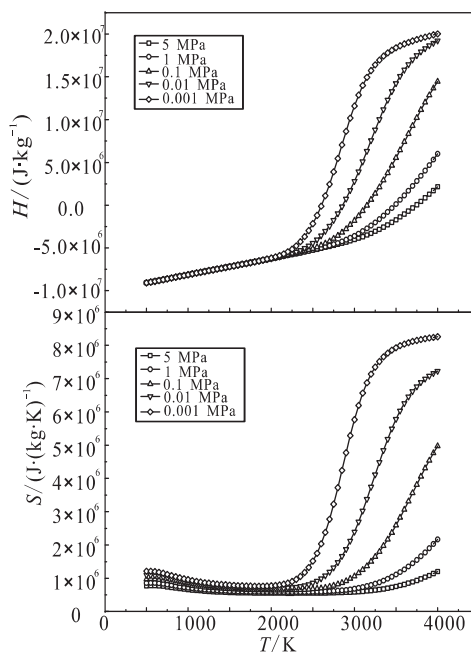 2.0×10⁷
1.5×10⁷
1.0×10⁷
5.0×10⁶
0.0
-5.0×10⁶
-1.0×10⁷
H/(J·kg⁻¹)
5 MPa
1 MPa
0.1 MPa
0.01 MPa
0.001 MPa
9×10⁶
8×10⁶
7×10⁶
6×10⁶
5×10⁶
4×10⁶
3×10⁶
2×10⁶
1×10⁶
0
S/(J·(kg·K)⁻¹)
5 MPa
1 MPa
0.1 MPa
0.01 MPa
0.001 MPa
0 1000 2000 3000 4000
T/K